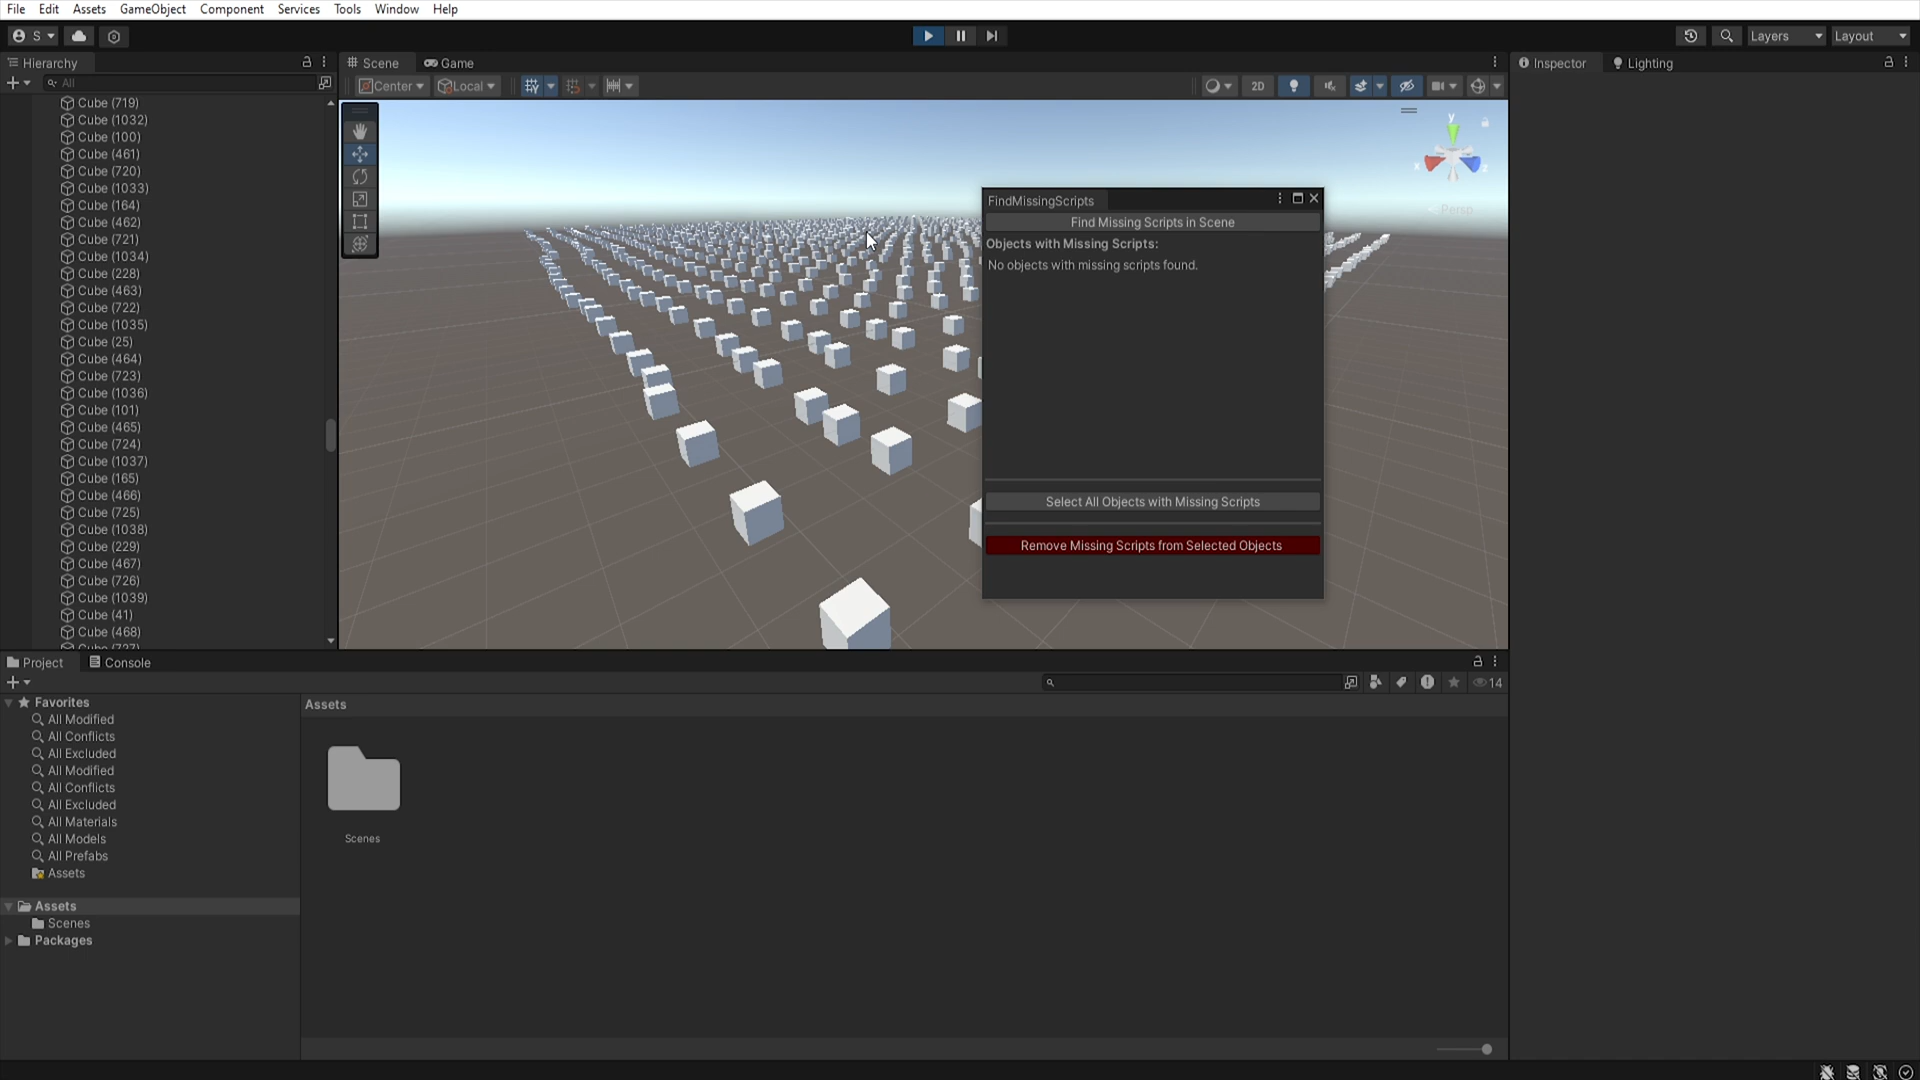 File Edit Assets GameObject Component Services Tools Window Help
S
Layers
Layout
Hierarchy
All
Cube (719)
Cube (1032)
Cube (100)
Cube (461)
Cube (720)
Cube (1033)
Cube (164)
Cube (462)
Cube (721)
Cube (1034)
Cube (228)
Cube (463)
Cube (722)
Cube (1035)
Cube (25)
Cube (464)
Cube (723)
Cube (1036)
Cube (101)
Cube (465)
Cube (724)
Cube (1037)
Cube (165)
Cube (466)
Cube (725)
Cube (1038)
Cube (229)
Cube (467)
Cube (726)
Cube (1039)
Cube (41)
Cube (468)
Cube (727)
Scene Game
Center Local
2D
y
x
z
Persp
FindMissingScripts
Find Missing Scripts in Scene
Objects with Missing Scripts:
No objects with missing scripts found.
Select All Objects with Missing Scripts
Remove Missing Scripts from Selected Objects
Inspector Lighting
Project Console
14
Favorites
All Modified
All Conflicts
All Excluded
All Modified
All Conflicts
All Excluded
All Materials
All Models
All Prefabs
Assets
Assets
Scenes
Packages
Assets
Scenes